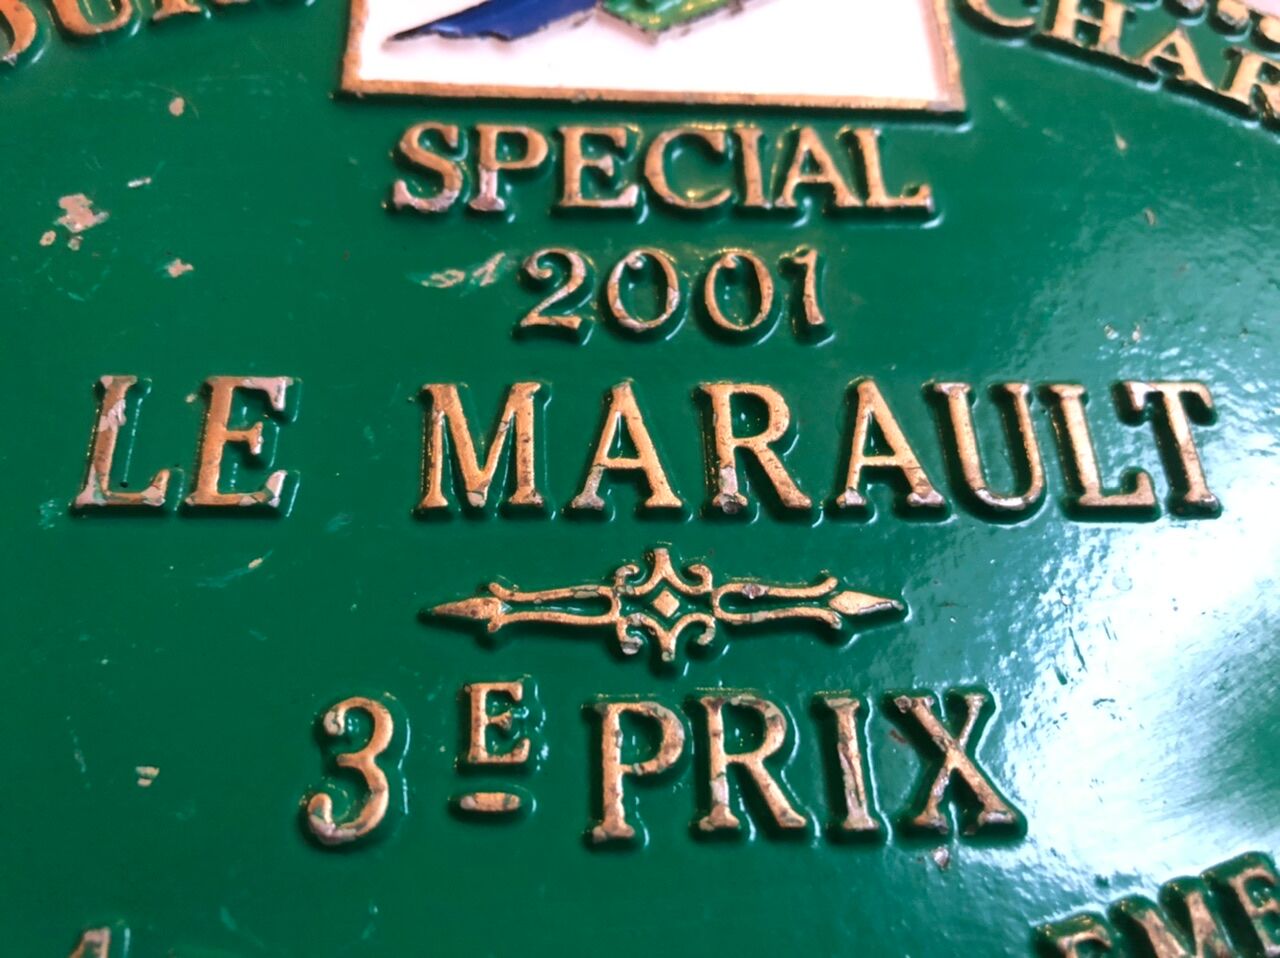 SPECIAL
2001
LE MARAULT
3E PRIX